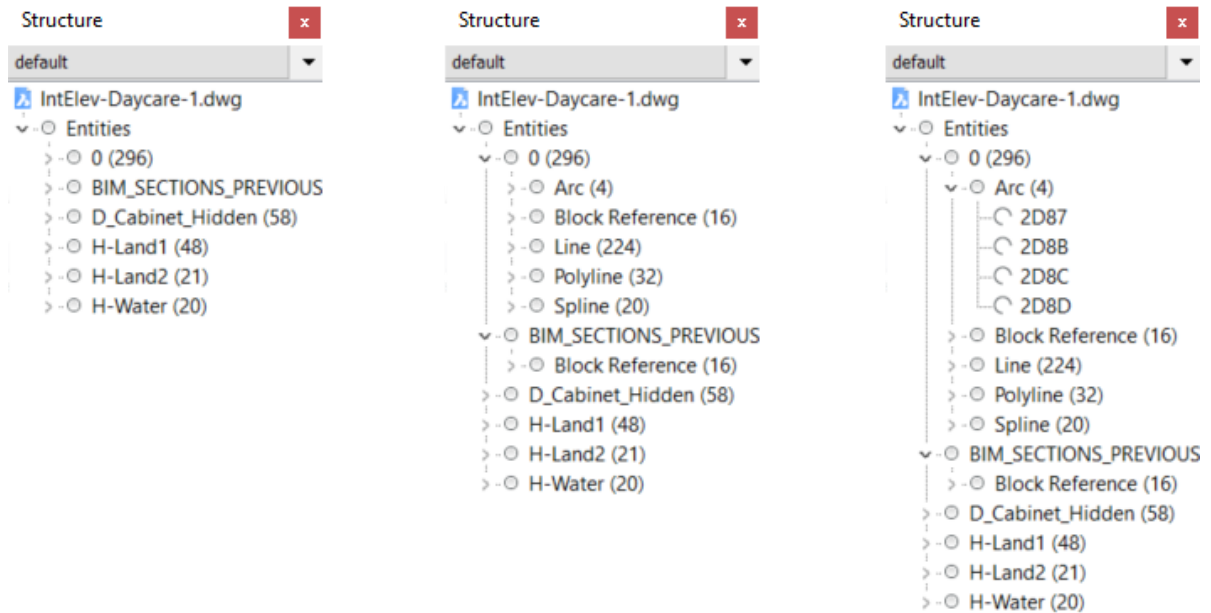 Structure
x
default
IntElev-Daycare-1.dwg
Entities
0 (296)
BIM_SECTIONS_PREVIOUS
D_Cabinet_Hidden (58)
H-Land1 (48)
H-Land2 (21)
H-Water (20)
Structure
x
default
IntElev-Daycare-1.dwg
Entities
0 (296)
Arc (4)
Block Reference (16)
Line (224)
Polyline (32)
Spline (20)
BIM_SECTIONS_PREVIOUS
Block Reference (16)
D_Cabinet_Hidden (58)
H-Land1 (48)
H-Land2 (21)
H-Water (20)
Structure
x
default
IntElev-Daycare-1.dwg
Entities
0 (296)
Arc (4)
2D87
2D8B
2D8C
2D8D
Block Reference (16)
Line (224)
Polyline (32)
Spline (20)
BIM_SECTIONS_PREVIOUS
Block Reference (16)
D_Cabinet_Hidden (58)
H-Land1 (48)
H-Land2 (21)
H-Water (20)